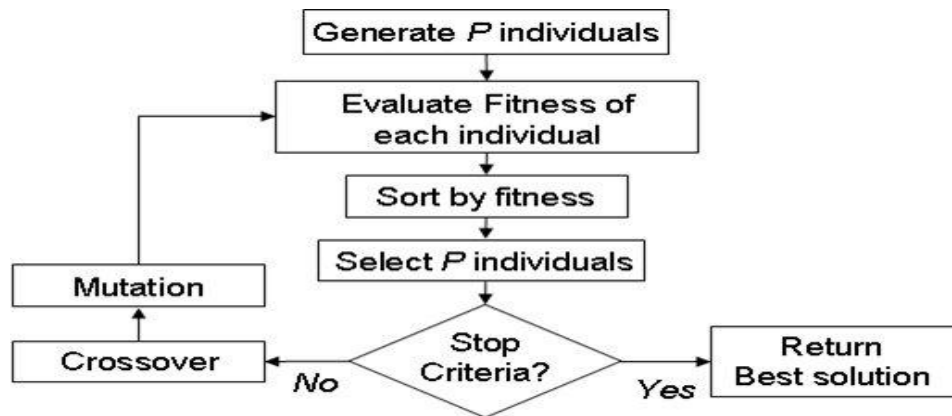 Generate P individuals
Evaluate Fitness of
each individual
Sort by fitness
Select P individuals
Mutation
Stop
Criteria?
Crossover
No
Yes
Return
Best solution